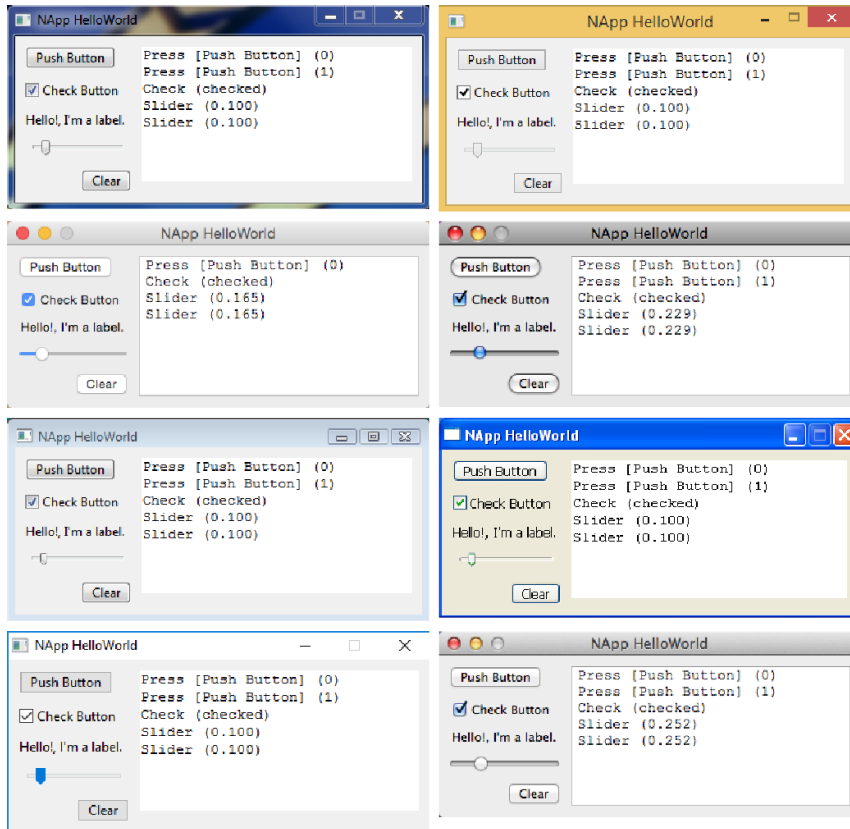 NApp HelloWorld
Push Button
Check Button
Hello!, I'm a label.
Clear
Press [Push Button] (0)
Press [Push Button] (1)
Check (checked)
Slider (0.100)
Slider (0.100)
NApp HelloWorld
Push Button
Check Button
Hello!, I'm a label.
Clear
Press [Push Button] (0)
Press [Push Button] (1)
Check (checked)
Slider (0.100)
Slider (0.100)
NApp HelloWorld
Push Button
Check Button
Hello!, I'm a label.
Clear
Press [Push Button] (0)
Check (checked)
Slider (0.165)
Slider (0.165)
NApp HelloWorld
Push Button
Check Button
Hello!, I'm a label.
Clear
Press [Push Button] (0)
Press [Push Button] (1)
Check (checked)
Slider (0.229)
Slider (0.229)
NApp HelloWorld
Push Button
Check Button
Hello!, I'm a label.
Clear
Press [Push Button] (0)
Press [Push Button] (1)
Check (checked)
Slider (0.100)
Slider (0.100)
NApp HelloWorld
Push Button
Check Button
Hello!, I'm a label.
Clear
Press [Push Button] (0)
Press [Push Button] (1)
Check (checked)
Slider (0.100)
Slider (0.100)
NApp HelloWorld
Push Button
Check Button
Hello!, I'm a label.
Clear
Press [Push Button] (0)
Press [Push Button] (1)
Check (checked)
Slider (0.100)
Slider (0.100)
NApp HelloWorld
Push Button
Check Button
Hello!, I'm a label.
Clear
Press [Push Button] (0)
Press [Push Button] (1)
Check (checked)
Slider (0.252)
Slider (0.252)